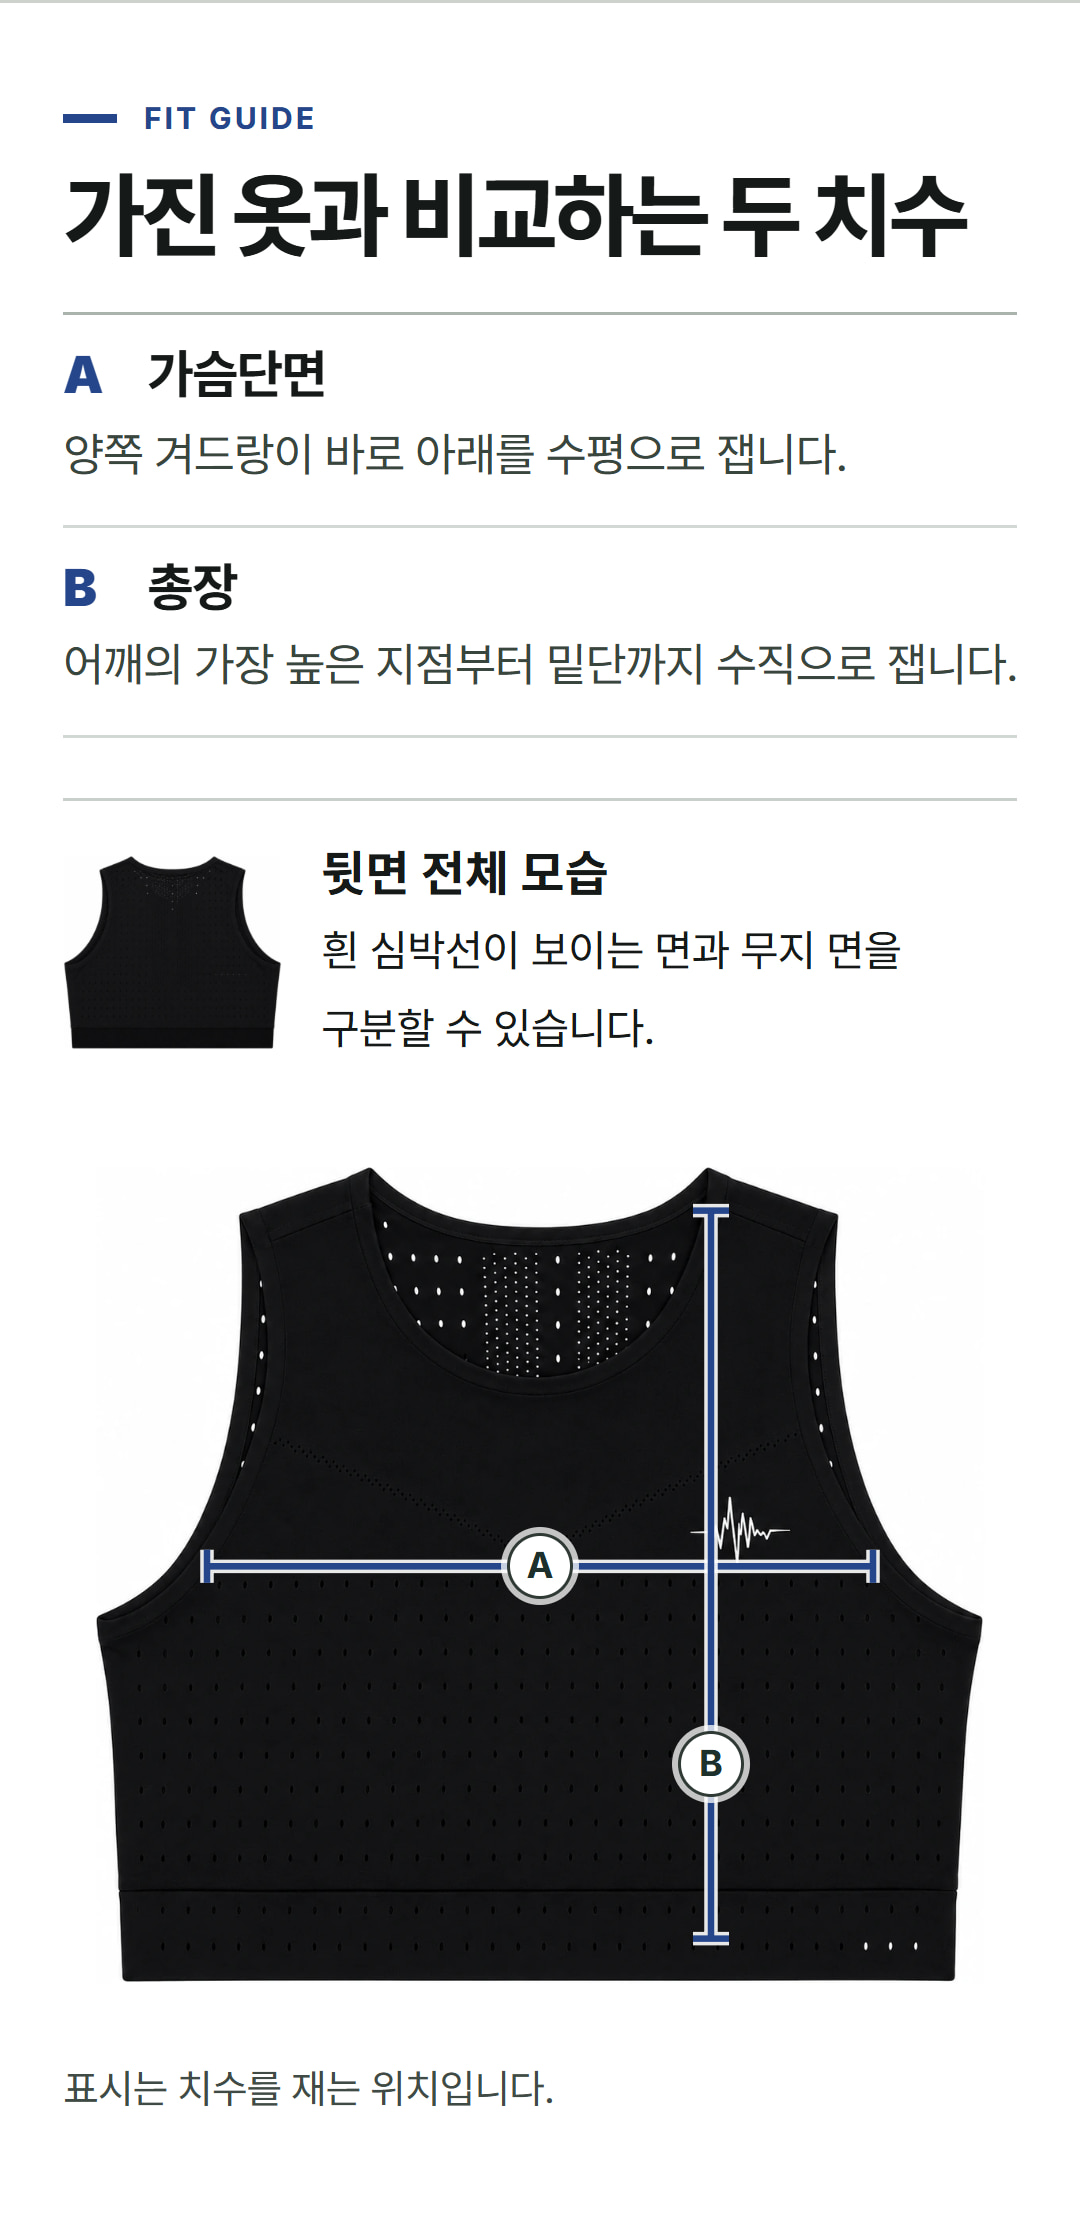 FIT GUIDE
가진 옷과 비교하는 두 치수
A 가슴단면
양쪽 겨드랑이 바로 아래를 수평으로 잽니다.
B 총장
어깨의 가장 높은 지점부터 밑단까지 수직으로 잽니다.
뒷면 전체 모습
흰 심박선이 보이는 면과 무지 면을
구분할 수 있습니다.
A
B
표시는 치수를 재는 위치입니다.